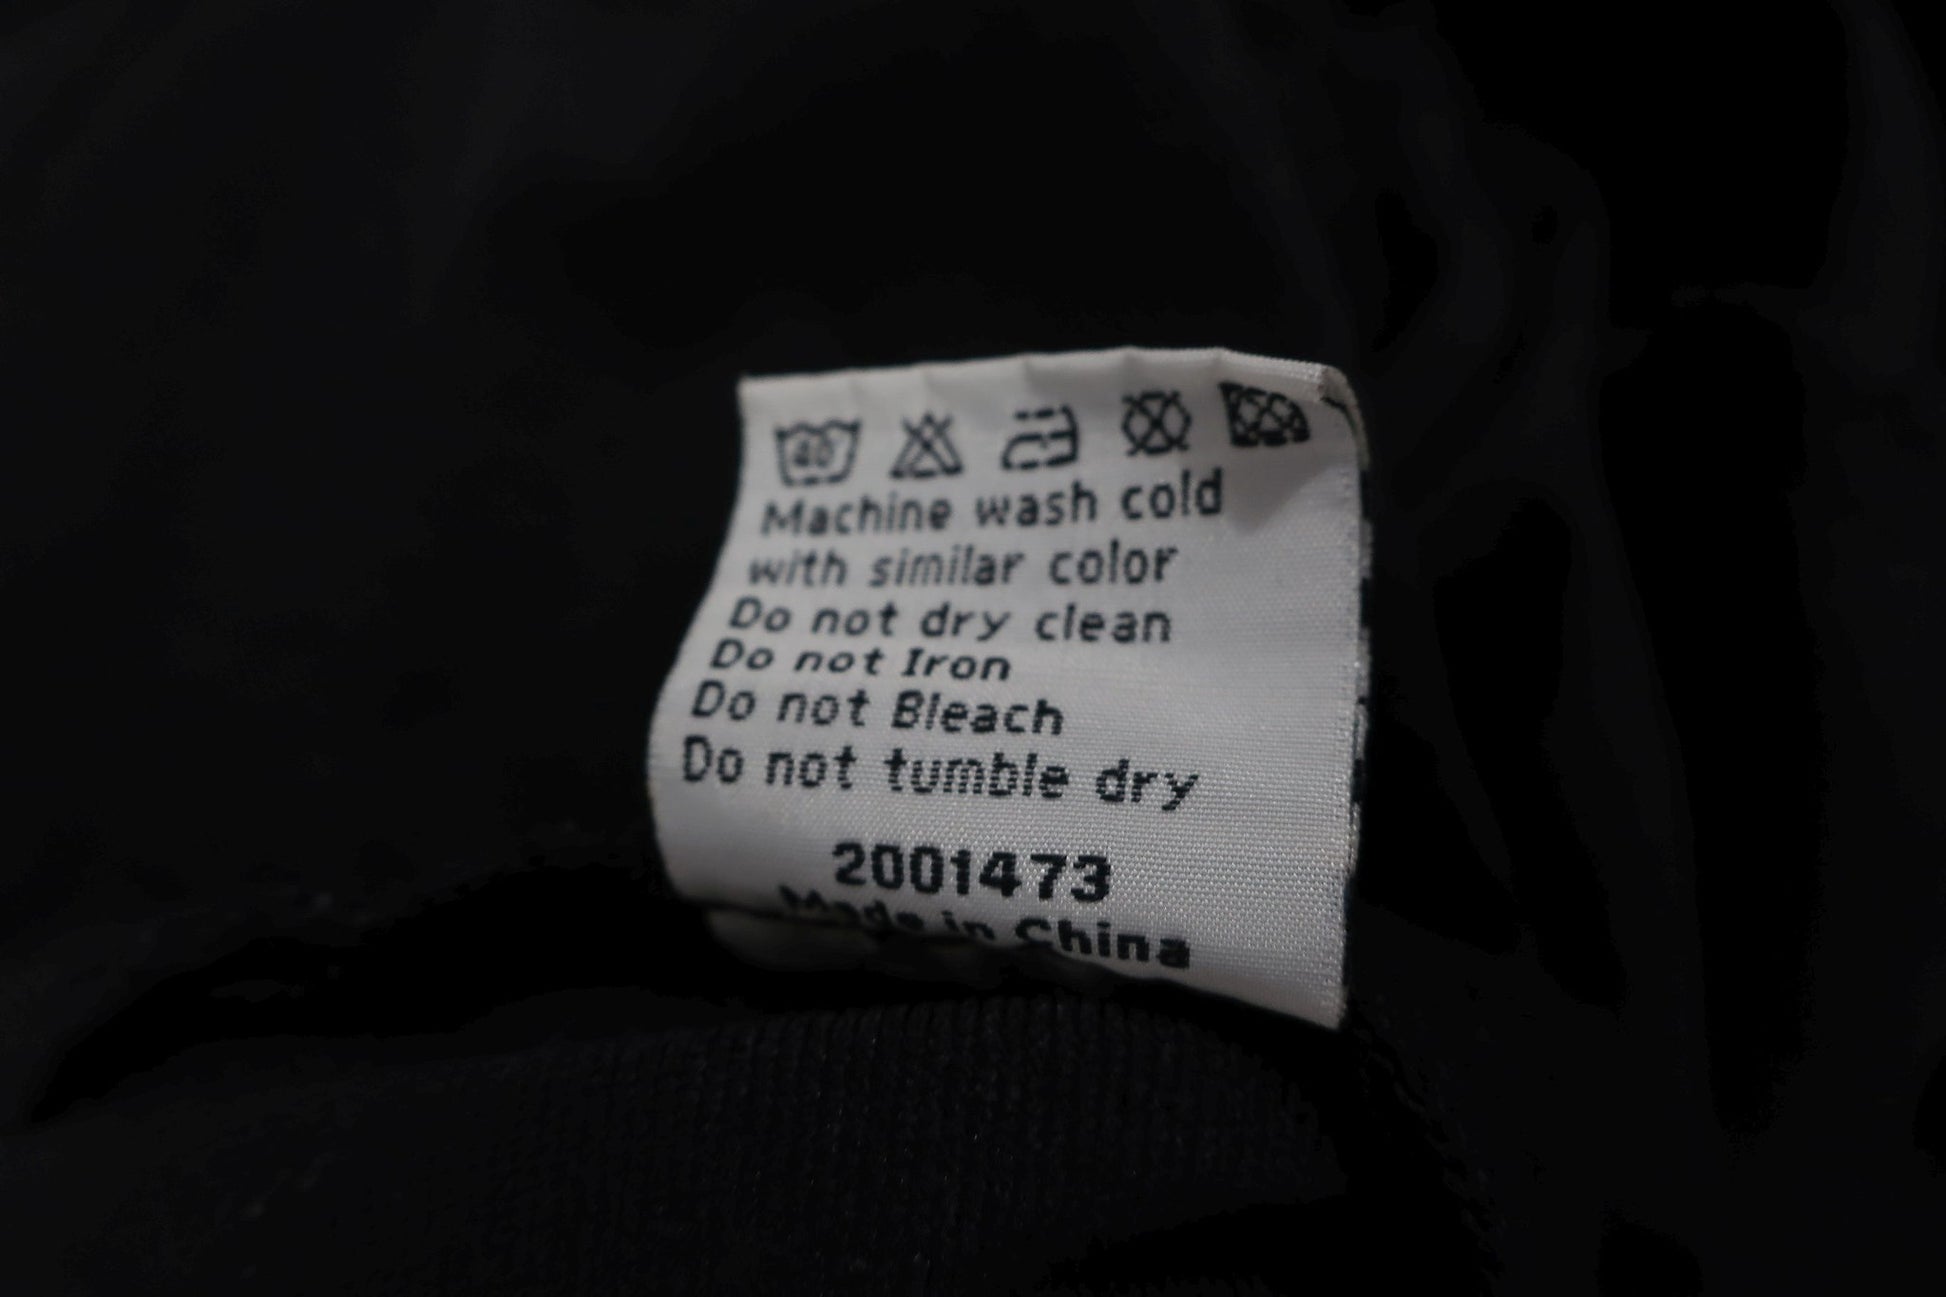 40
Machine wash cold
with similar color
Do not dry clean
Do not Iron
Do not Bleach
Do not tumble dry
2001473
Made in China